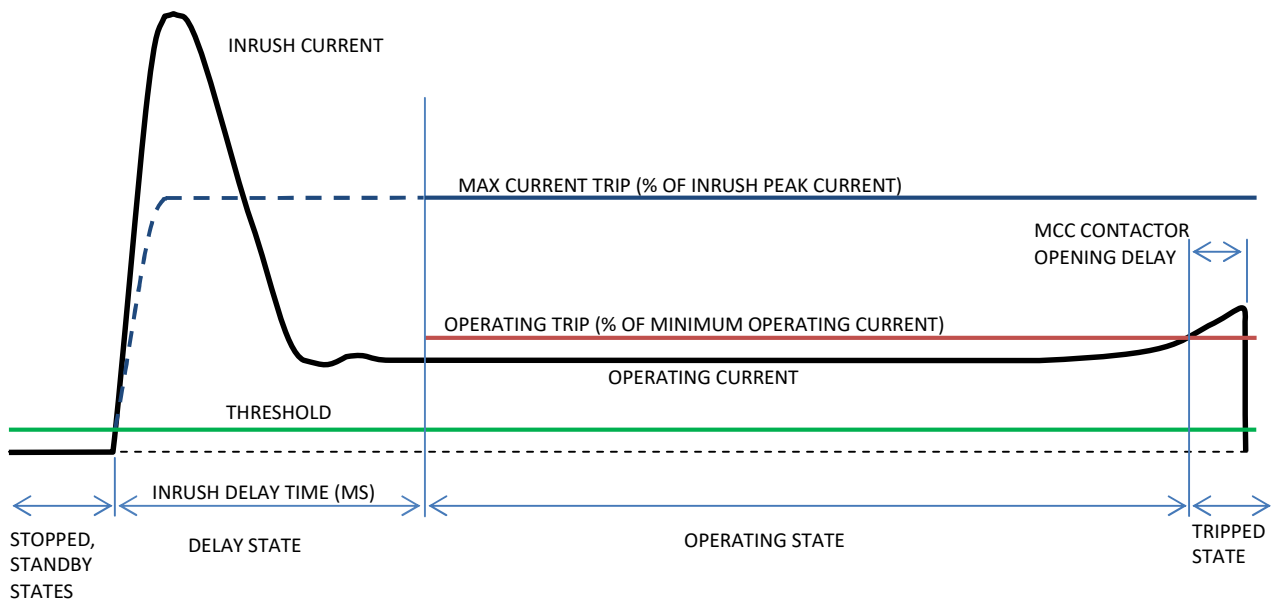 INRUSH CURRENT
MAX CURRENT TRIP (% OF INRUSH PEAK CURRENT)
MCC CONTACTOR
OPENING DELAY
OPERATING TRIP (% OF MINIMUM OPERATING CURRENT)
OPERATING CURRENT
THRESHOLD
INRUSH DELAY TIME (MS)
STOPPED,
STANDBY
STATES
DELAY STATE
OPERATING STATE
TRIPPED
STATE